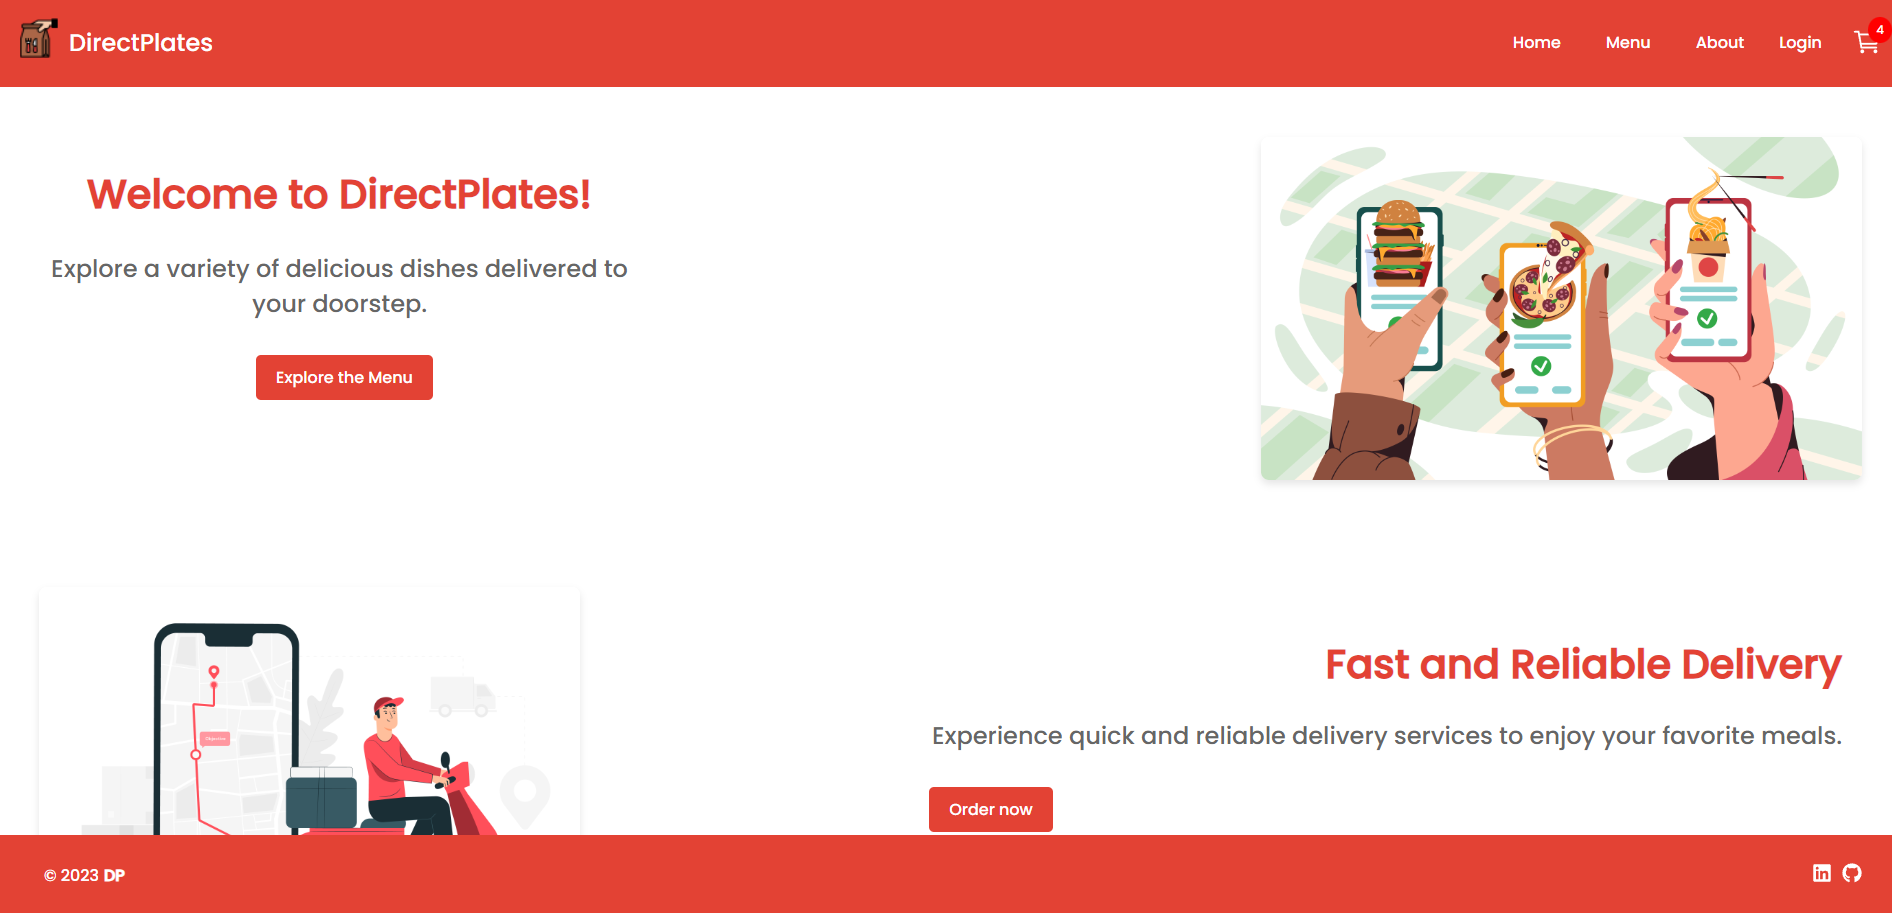 DirectPlates
Home Menu About Login 4
Welcome to DirectPlates!
Explore a variety of delicious dishes delivered to
your doorstep.
Explore the Menu
Fast and Reliable Delivery
Experience quick and reliable delivery services to enjoy your favorite meals.
Order now
© 2023 DP
in